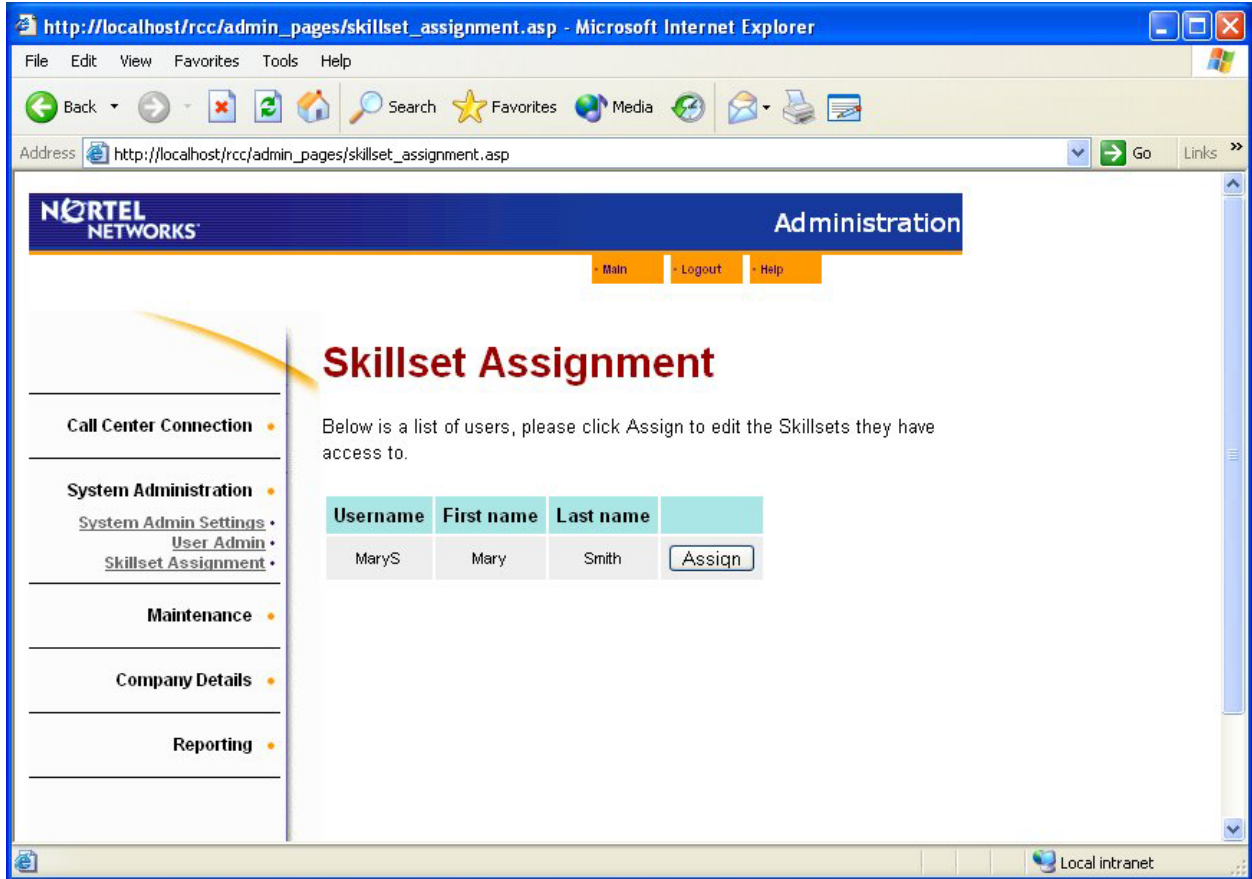 http://localhost/rcc/admin_pages/skillset_assignment.asp - Microsoft Internet Explorer
File Edit View Favorites Tools Help
Back Search Favorites Media
Address http://localhost/rcc/admin_pages/skillset_assignment.asp Go Links »
NORTEL
NETWORKS
Administration
Main Logout Help
Skillset Assignment
Below is a list of users, please click Assign to edit the Skillsets they have
access to.
Username First name Last name
MaryS Mary Smith Assign
Call Center Connection
System Administration
System Admin Settings
User Admin
Skillset Assignment
Maintenance
Company Details
Reporting
Local intranet